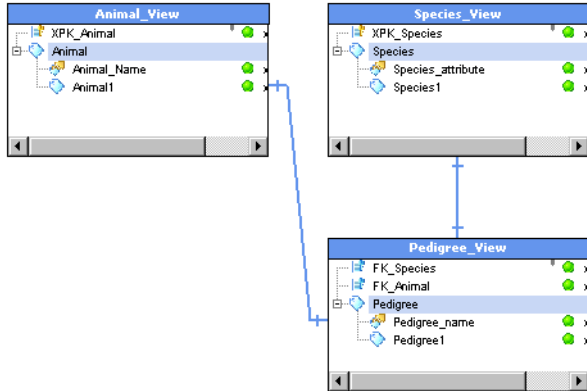 Animal_View
XPK_Animal
Animal
Animal_Name
Animal1
Species_View
XPK_Species
Species
Species_attribute
Species1
Pedigree_View
FK_Species
FK_Animal
Pedigree
Pedigree_name
Pedigree1